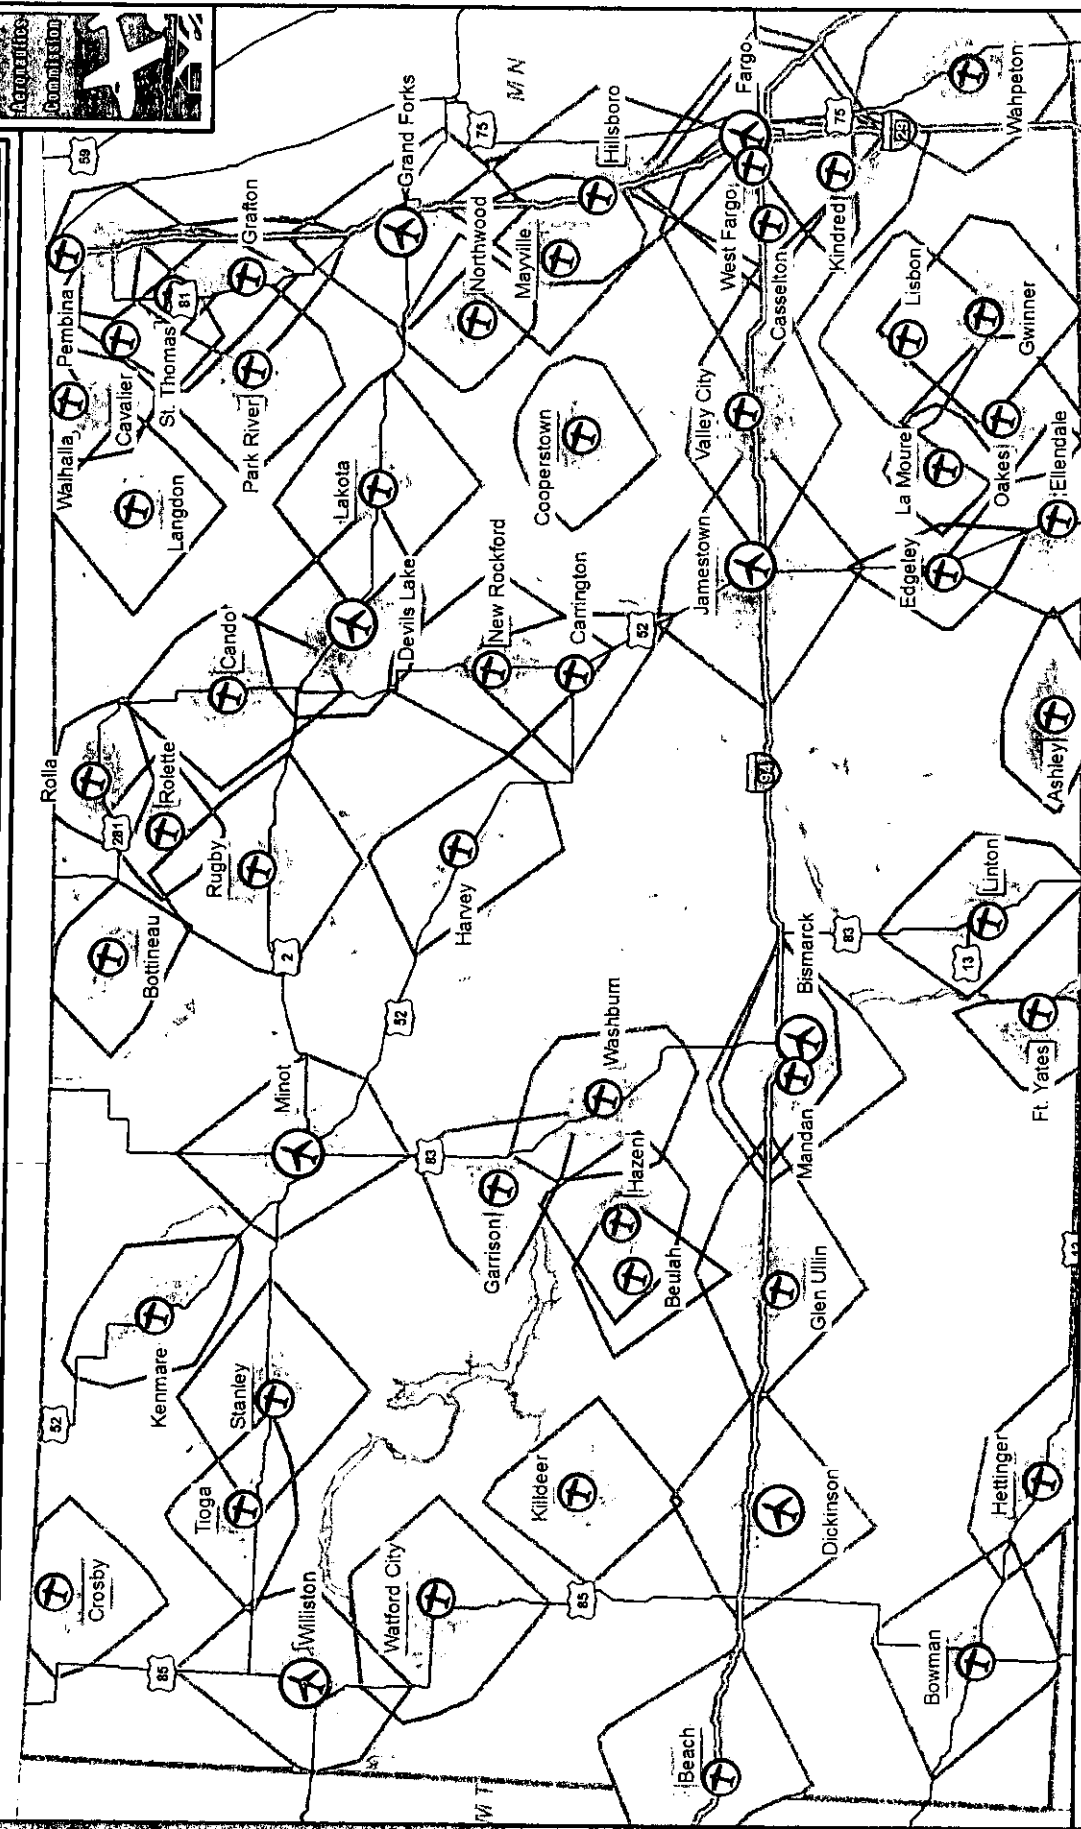 Aeronautics
Commission
Crosby
52
Kenmare
Bottineau
Rolla
281
Rolette
Cando
Langdon
Walhalla
Pembina
Cavalier
St. Thomas
81
59
Grafton
Park River
85
Tioga
Stanley
Minot
2
Rugby
Devils Lake
Lakota
Grand Forks
Williston
Watford City
83
52
Harvey
New Rockford
Carrington
52
Cooperstown
Northwood
Mayville
75
MN
Hillsboro
Garrison
Washburn
Hazen
Beulah
Killdeer
85
MT
Beach
Dickinson
Glen Ullin
Mandan
Bismarck
94
Jamestown
Valley City
Casselton
West Fargo
Fargo
75
Kindred
29
Wahpeton
83
13
Linton
Ft. Yates
Ashley
Edgeley
Ellendale
La Moure
Oakes
Lisbon
Gwinner
Bowman
Hettinger